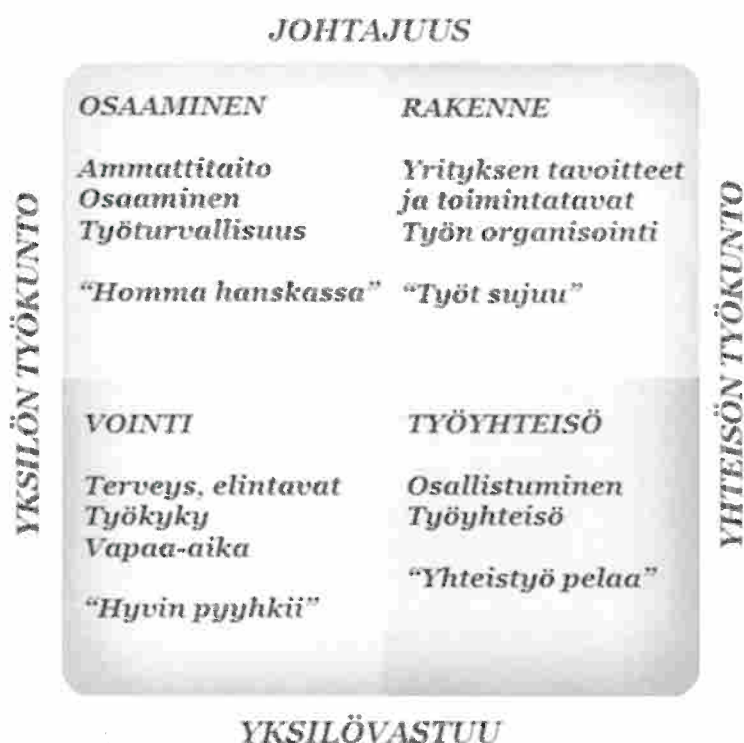 JOHTAJUUS
OSAAMINEN
Ammattitaito
Osaaminen
Työturvallisuus
“Homma hanskassa”
RAKENNE
Yrityksen tavoitteet
ja toimintatavat
Työn organisointi
“Työt sujuu”
YKSILÖN TYÖKUNTO
YHTEISÖN TYÖKUNTO
VOINTI
Terveys, elintavat
Työkyky
Vapaa-aika
“Hyvin pyyhkii”
TYÖYHTEISÖ
Osallistuminen
Työyhteisö
“Yhteistyö pelaa”
YKSILÖVASTUU